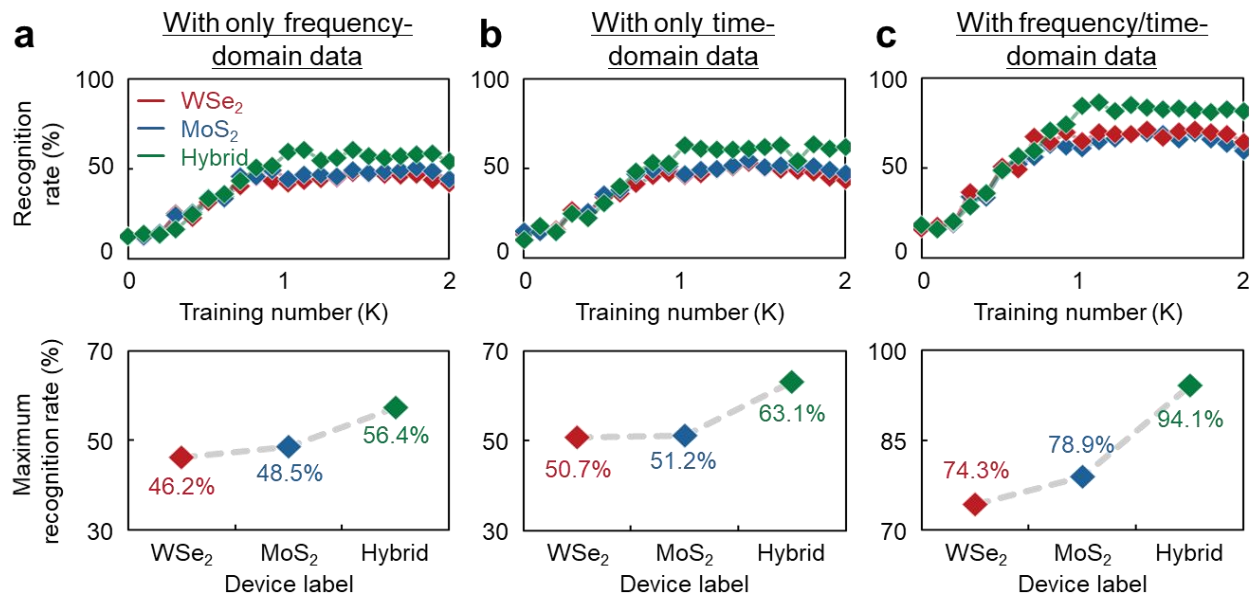 a
With only frequency-
domain data
100
50
0
Recognition
rate (%)
WSe₂
MoS₂
Hybrid
0
1
2
Training number (K)
b
With only time-
domain data
100
50
0
0
1
2
Training number (K)
c
With frequency/time-
domain data
100
50
0
0
1
2
Training number (K)
Maximum
recognition rate (%)
70
50
30
46.2%
48.5%
56.4%
WSe₂
MoS₂
Hybrid
Device label
70
50
30
50.7%
51.2%
63.1%
WSe₂
MoS₂
Hybrid
Device label
100
85
70
74.3%
78.9%
94.1%
WSe₂
MoS₂
Hybrid
Device label